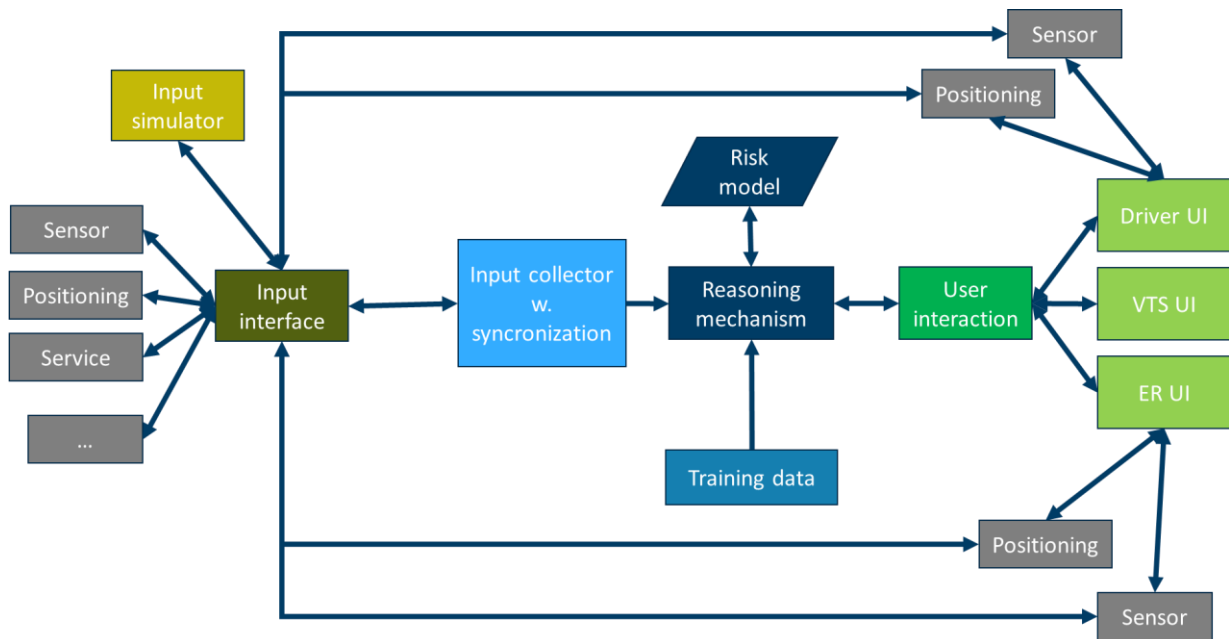 Sensor
Positioning
Input
simulator
Risk
model
Sensor
Positioning
Service
...
Input
interface
Input collector
w.
syncronization
Reasoning
mechanism
User
interaction
Driver UI
VTS UI
ER UI
Training data
Positioning
Sensor